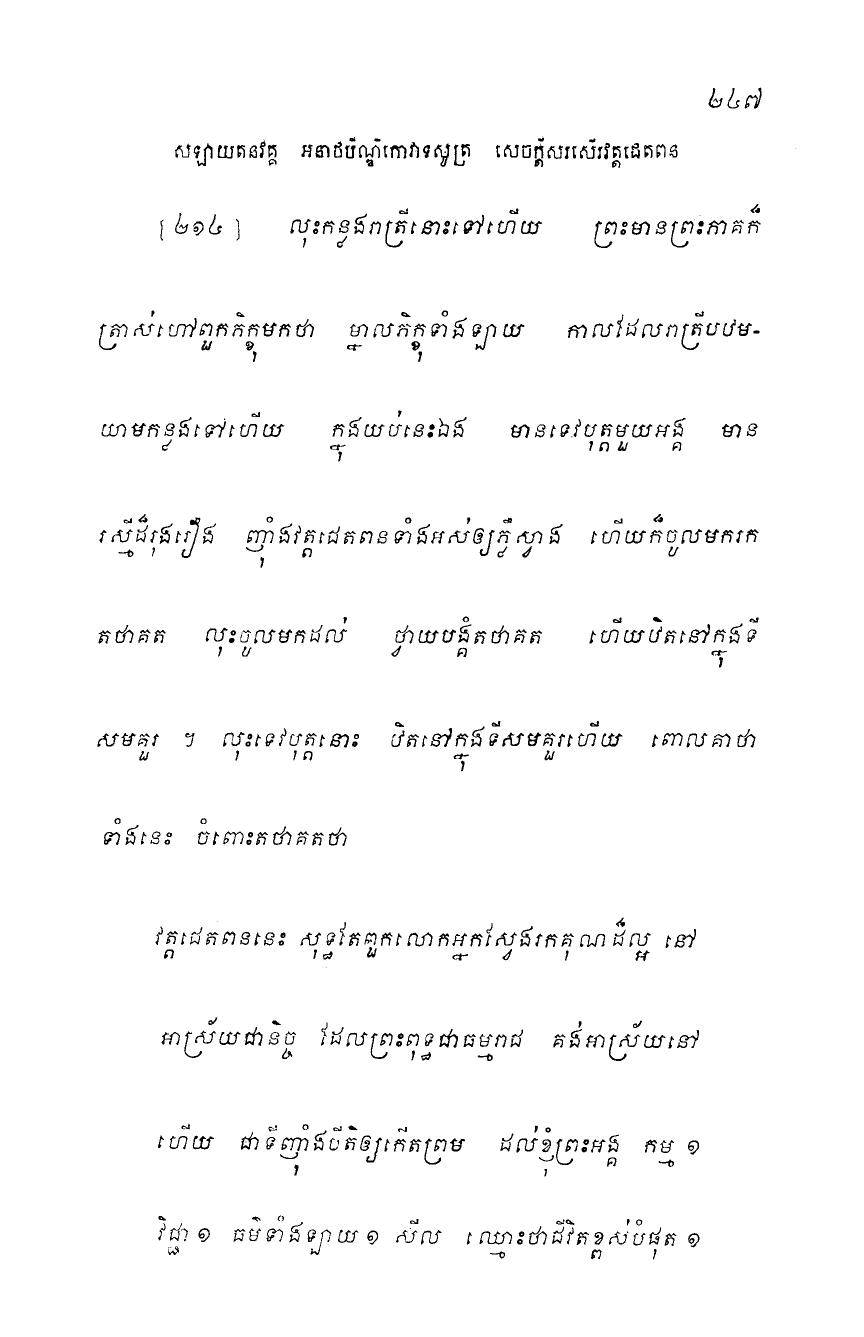 ២៤៧
សឡាយតនវគ្គ អនាថបិណ្ឌិកោវាទសូត្រ សេចក្តីសរសើរវត្តជេតពន
[២១៤] លុះកន្លងរាត្រីនោះទៅហើយ ព្រះមានព្រះភាគក៏
ត្រាស់ហៅពួកភិក្ខុមកថា ម្នាលភិក្ខុទាំងឡាយ កាលដែលរាត្រីបឋម-
យាមកន្លងទៅហើយ ក្នុងយប់នេះឯង មានទេវបុត្តមួយអង្គ មាន
រស្មីដ៏រុងរឿង ញុំាងវត្តជេតពនទាំងអស់ឲ្យភ្លឺស្វាង ហើយក៏ចូលមករក
តថាគត លុះចូលមកដល់ ថ្វាយបង្គំតថាគត ហើយឋិតនៅក្នុងទី
សមគួរ ។ លុះទេវបុត្តនោះ ឋិតនៅក្នុងទីសមគួរហើយ ពោលគាថា
ទាំងនេះ ចំពោះតថាគតថា
វត្តជេតពននេះ សុទ្ធតែពួកលោកអ្នកស្វែងរកគុណដ៏ល្អ នៅ
អាស្រ័យជានិច្ច ដែលព្រះពុទ្ធជាធម្មរាជ គង់អាស្រ័យនៅ
ហើយ ជាទីញុំាងបីតិឲ្យកើតព្រម ដល់ខ្ញុំព្រះអង្គ កម្ម ១
វិជ្ជា ១ ធម៌ទាំងឡាយ ១ សីល ឈ្មោះថាជីវិតខ្ពស់បំផុត ១